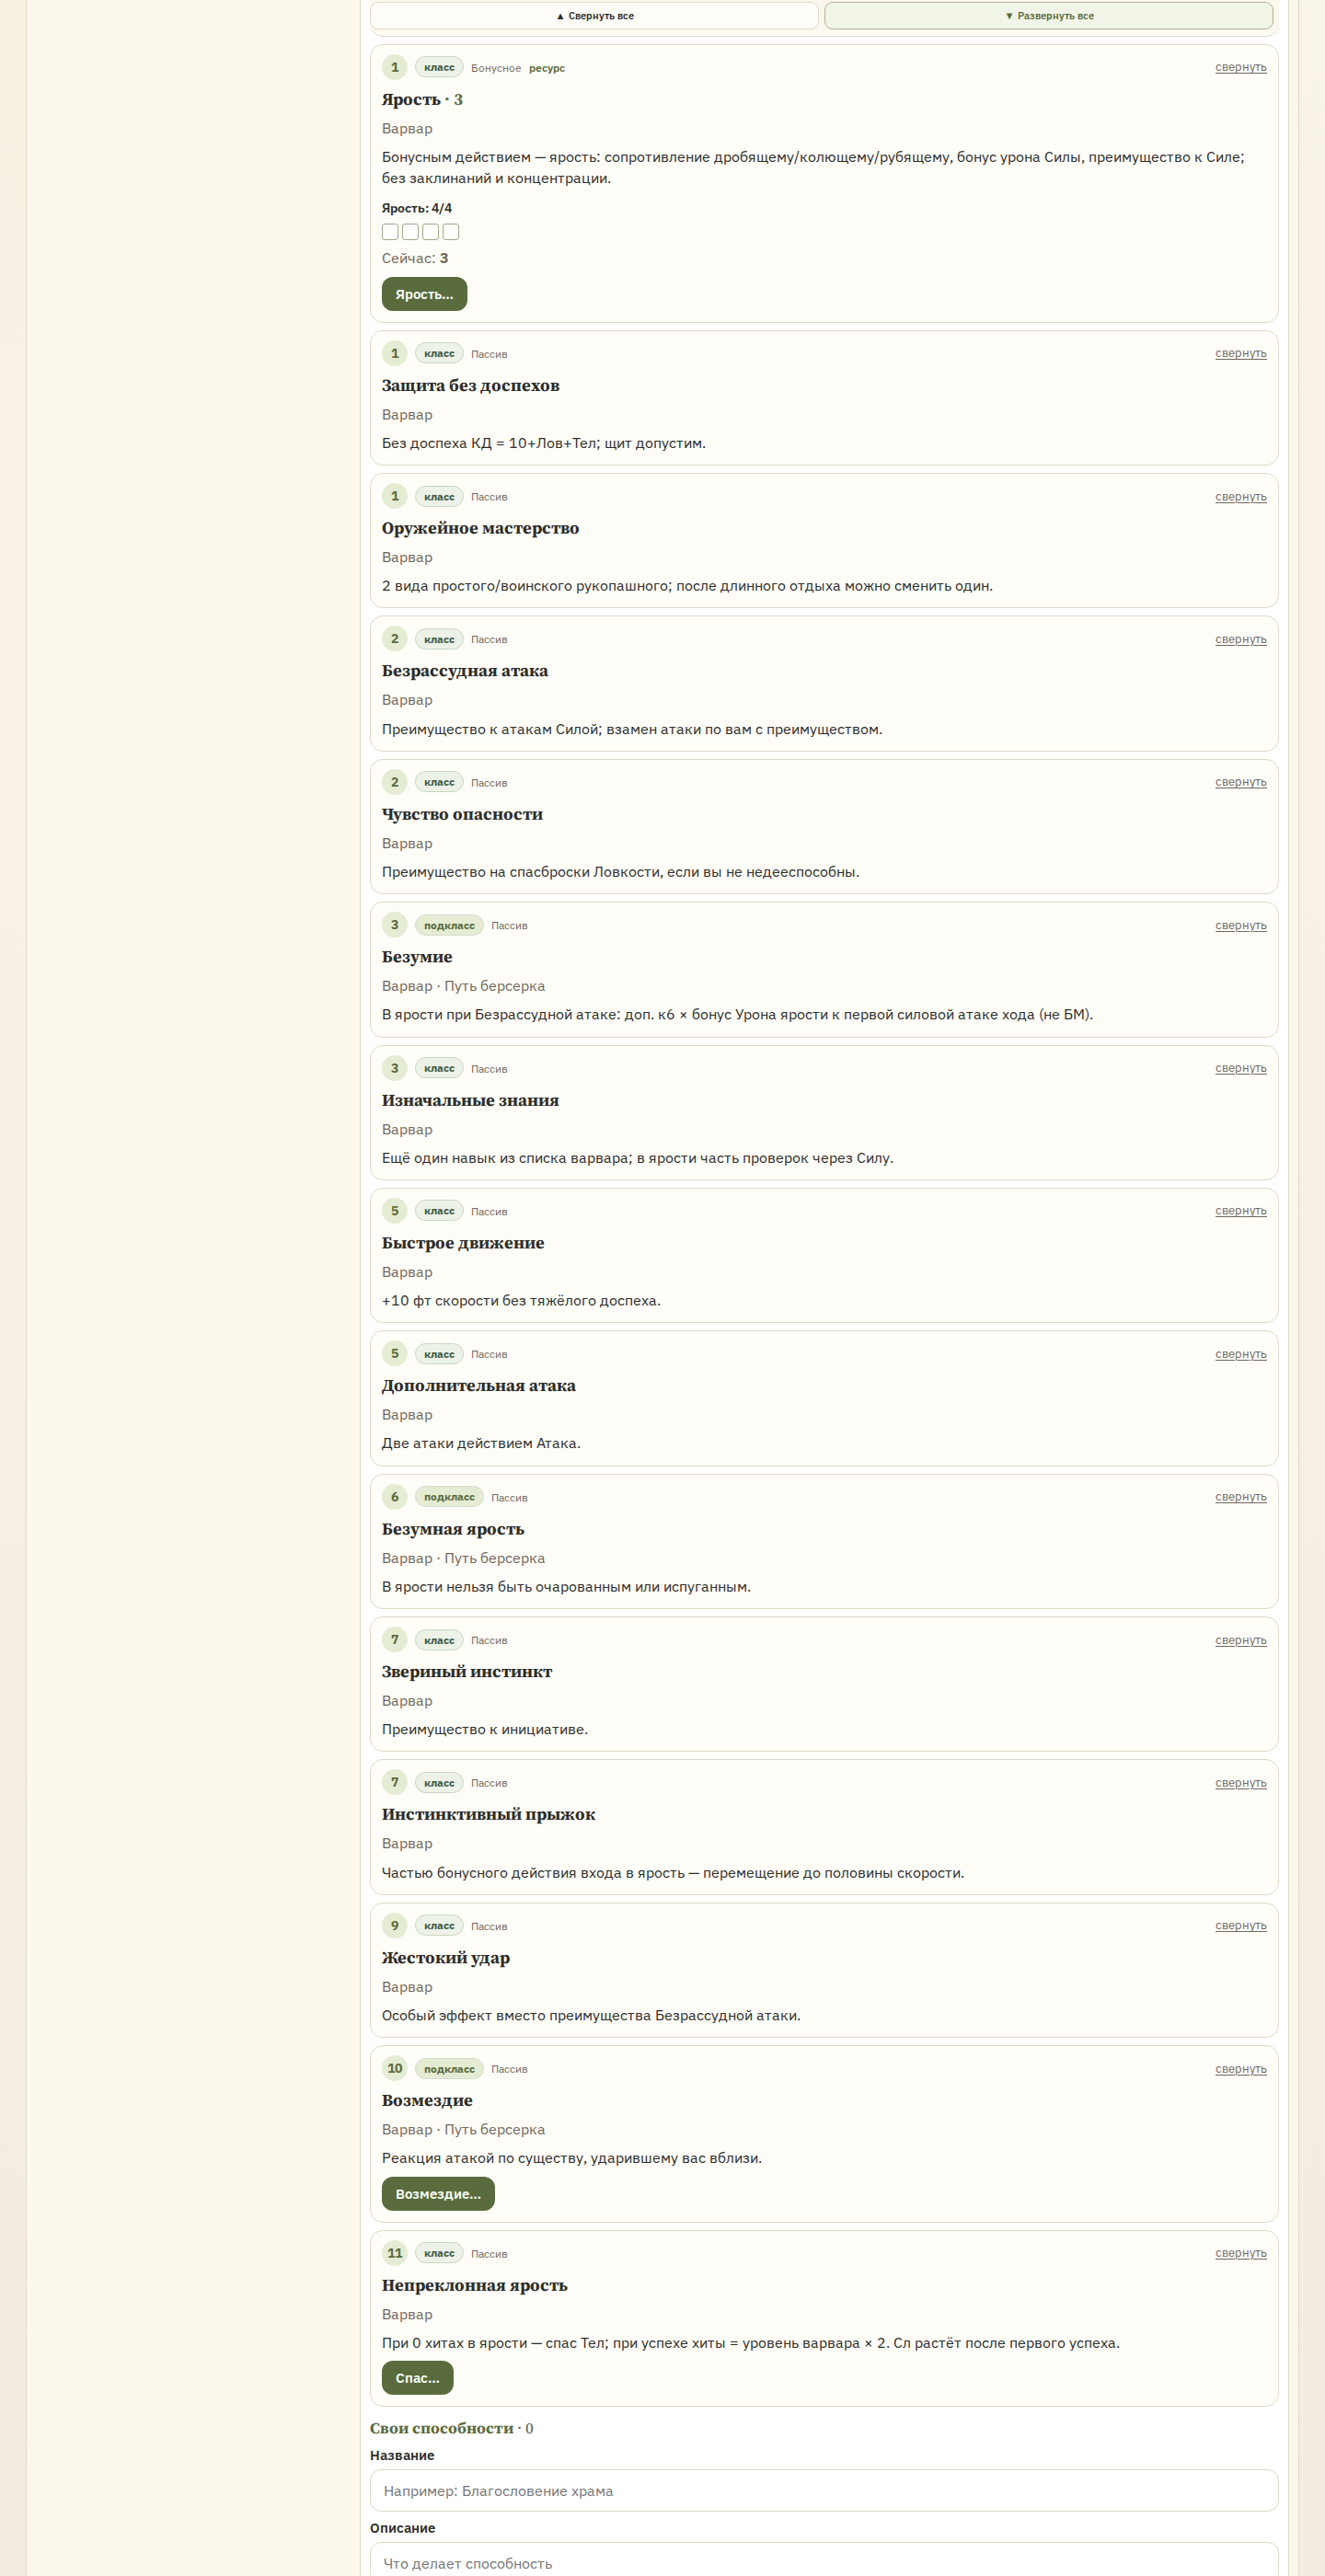 ▲ Свернуть все
▼ Развернуть все
1 класс Бонусное ресурс свернуть
Ярость · 3
Варвар
Бонусным действием — ярость: сопротивление дробящему/колющему/рубящему, бонус урона Силы, преимущество к Силе;
без заклинаний и концентрации.
Ярость: 4/4
Сейчас: 3
Ярость...
1 класс Пассив свернуть
Защита без доспехов
Варвар
Без доспеха КД = 10+Лов+Тел; щит допустим.
1 класс Пассив свернуть
Оружейное мастерство
Варвар
2 вида простого/воинского рукопашного; после длинного отдыха можно сменить один.
2 класс Пассив свернуть
Безрассудная атака
Варвар
Преимущество к атакам Силой; взамен атаки по вам с преимуществом.
2 класс Пассив свернуть
Чувство опасности
Варвар
Преимущество на спасброски Ловкости, если вы не недееспособны.
3 подкласс Пассив свернуть
Безумие
Варвар · Путь берсерка
В ярости при Безрассудной атаке: доп. к6 × бонус Урона ярости к первой силовой атаке хода (не БМ).
3 класс Пассив свернуть
Изначальные знания
Варвар
Ещё один навык из списка варвара; в ярости часть проверок через Силу.
5 класс Пассив свернуть
Быстрое движение
Варвар
+10 фт скорости без тяжёлого доспеха.
5 класс Пассив свернуть
Дополнительная атака
Варвар
Две атаки действием Атака.
6 подкласс Пассив свернуть
Безумная ярость
Варвар · Путь берсерка
В ярости нельзя быть очарованным или испуганным.
7 класс Пассив свернуть
Звериный инстинкт
Варвар
Преимущество к инициативе.
7 класс Пассив свернуть
Инстинктивный прыжок
Варвар
Частью бонусного действия входа в ярость — перемещение до половины скорости.
9 класс Пассив свернуть
Жестокий удар
Варвар
Особый эффект вместо преимущества Безрассудной атаки.
10 подкласс Пассив свернуть
Возмездие
Варвар · Путь берсерка
Реакция атакой по существу, ударившему вас вблизи.
Возмездие...
11 класс Пассив свернуть
Непреклонная ярость
Варвар
При 0 хитах в ярости — спас Тел; при успехе хиты = уровень варвара × 2. Сл растёт после первого успеха.
Спас...
Свои способности · 0
Название
Например: Благословение храма
Описание
Что делает способность